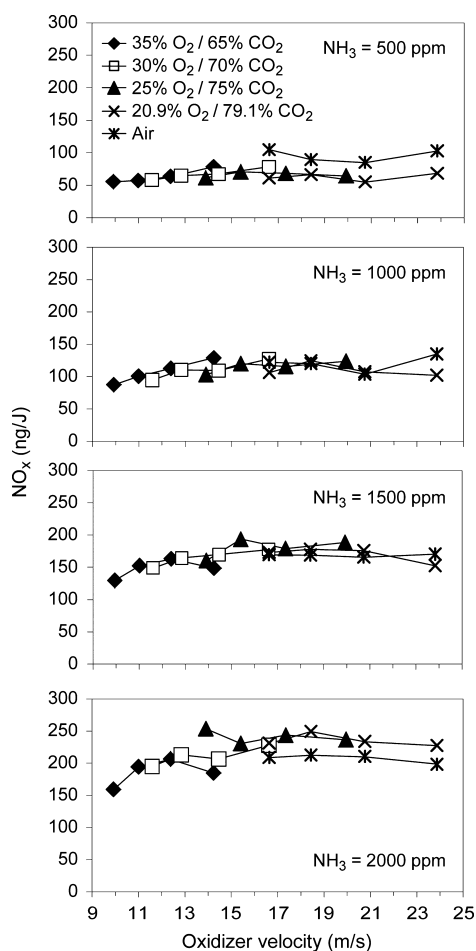 300
250
200
150
100
50
0
35% O₂ / 65% CO₂
30% O₂ / 70% CO₂
25% O₂ / 75% CO₂
20.9% O₂ / 79.1% CO₂
Air
NH₃ = 500 ppm
300
250
200
150
100
50
0
NH₃ = 1000 ppm
NOₓ (ng/J)
300
250
200
150
100
50
0
NH₃ = 1500 ppm
300
250
200
150
100
50
0
NH₃ = 2000 ppm
9 11 13 15 17 19 21 23 25
Oxidizer velocity (m/s)